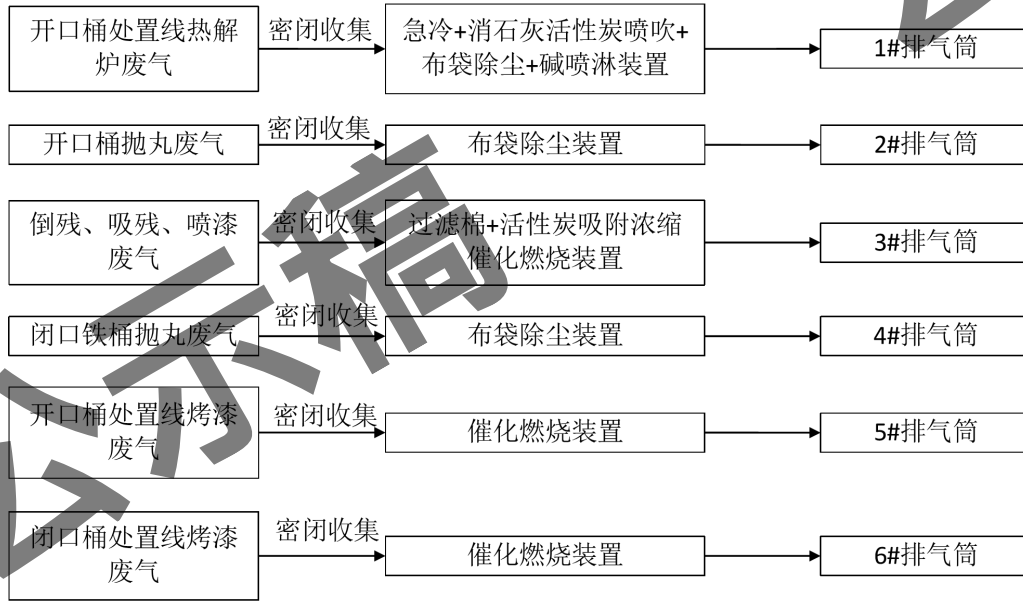 开口桶处置线热解
炉废气
密闭收集
急冷+消石灰活性炭喷吹+
布袋除尘+碱喷淋装置
1#排气筒
开口桶抛丸废气
密闭收集
布袋除尘装置
2#排气筒
倒残、吸残、喷漆
废气
密闭收集
过滤棉+活性炭吸附浓缩
催化燃烧装置
3#排气筒
闭口铁桶抛丸废气
密闭收集
布袋除尘装置
4#排气筒
开口桶处置线烤漆
废气
密闭收集
催化燃烧装置
5#排气筒
闭口桶处置线烤漆
废气
密闭收集
催化燃烧装置
6#排气筒
公示稿